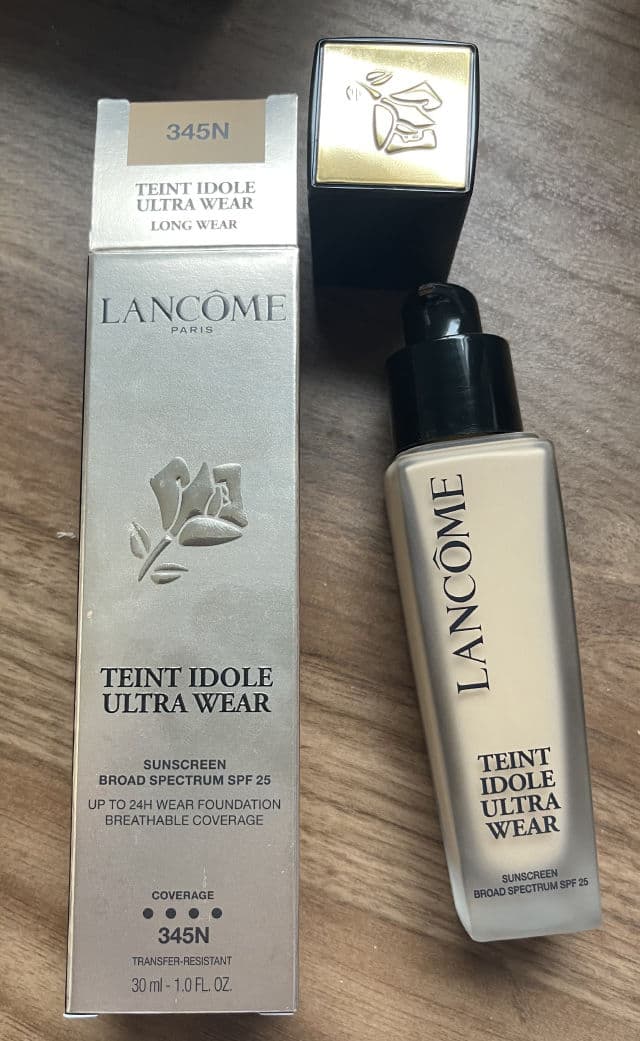 345N
TEINT IDOLE
ULTRA WEAR
LONG WEAR
LANCÔME
PARIS
TEINT IDOLE
ULTRA WEAR
SUNSCREEN
BROAD SPECTRUM SPF 25
UP TO 24H WEAR FOUNDATION
BREATHABLE COVERAGE
COVERAGE
345N
TRANSFER-RESISTANT
30 ml - 1.0 FL. OZ.
LANCÔME
TEINT
IDOLE
ULTRA
WEAR
SUNSCREEN
BROAD SPECTRUM SPF 25